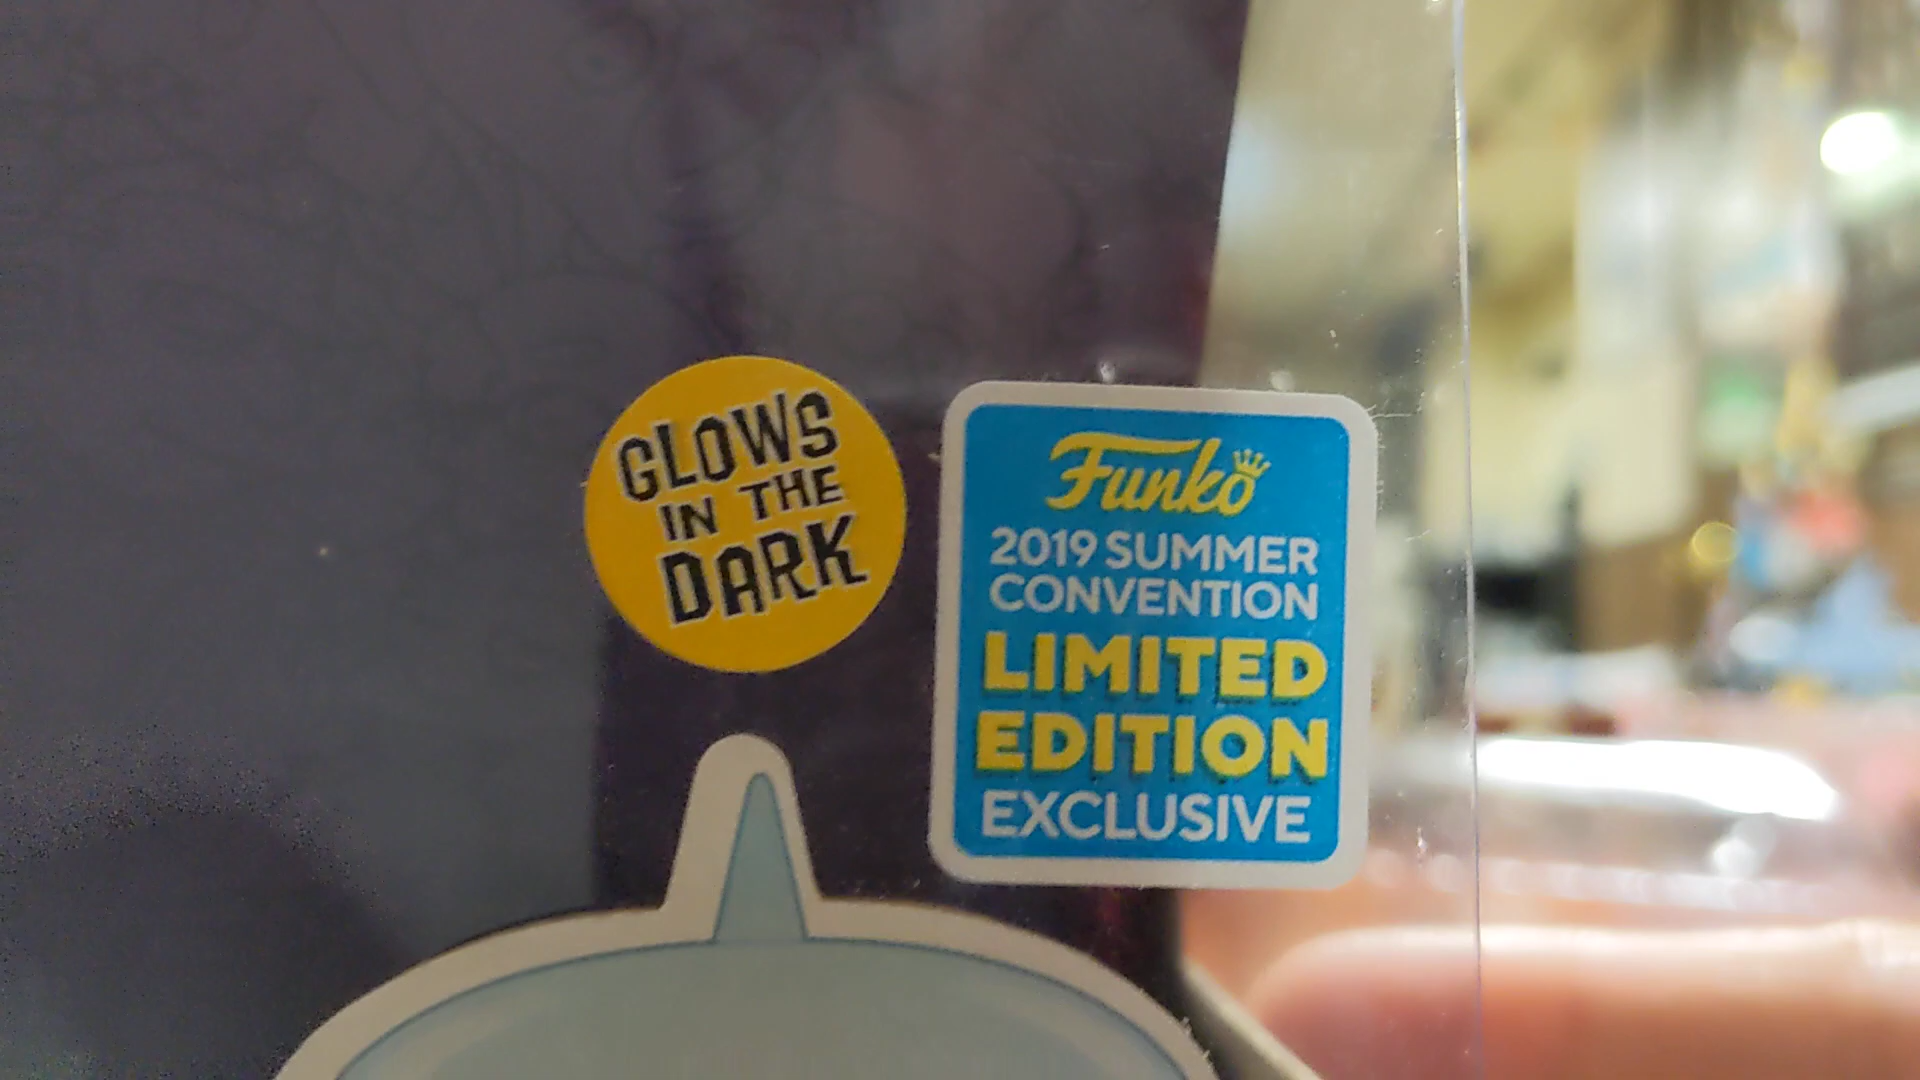 GLOWS
IN THE
DARK
Funko
2019 SUMMER
CONVENTION
LIMITED
EDITION
EXCLUSIVE